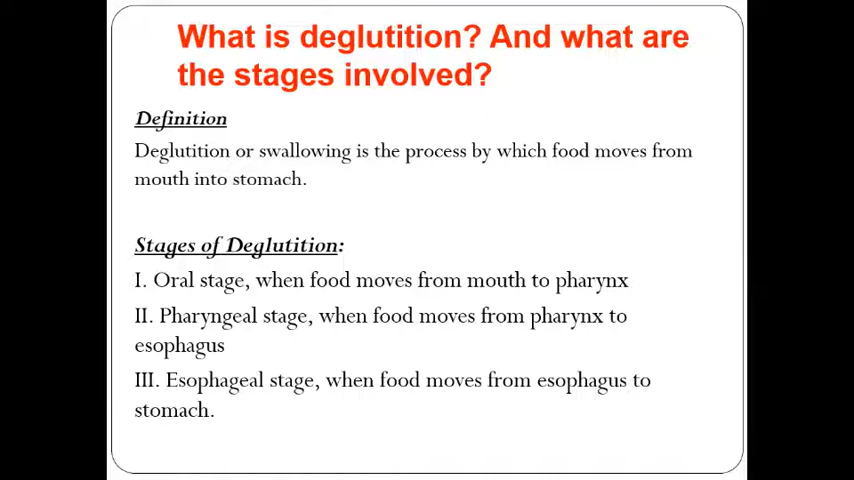 What is deglutition? And what are
the stages involved?
Definition
Deglutition or swallowing is the process by which food moves from
mouth into stomach.
Stages of Deglutition:
I. Oral stage, when food moves from mouth to pharynx
II. Pharyngeal stage, when food moves from pharynx to
esophagus
III. Esophageal stage, when food moves from esophagus to
stomach.